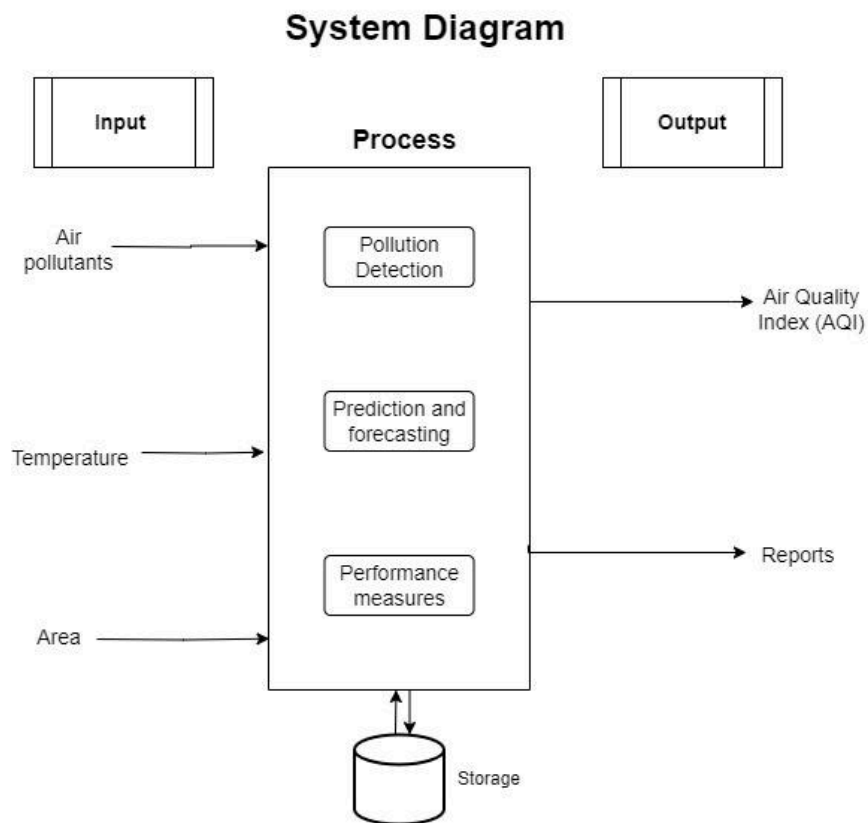 System Diagram
Input
Process
Output
Air
pollutants
Pollution
Detection
Air Quality
Index (AQI)
Prediction and
forecasting
Temperature
Reports
Performance
measures
Area
Storage